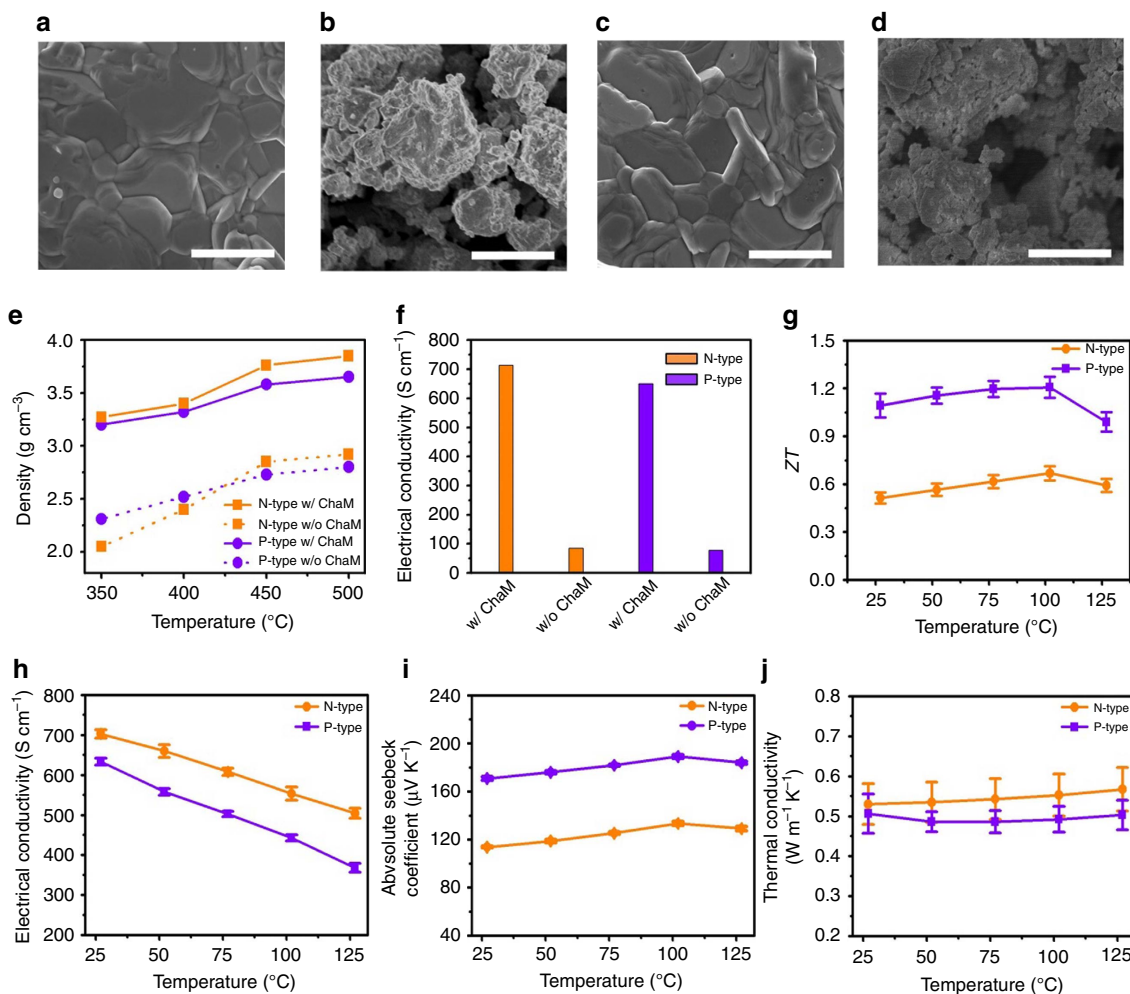 a
b
c
d
e
4.0
3.5
3.0
2.5
2.0
Density (g cm⁻³)
N-type w/ ChaM
N-type w/o ChaM
P-type w/ ChaM
P-type w/o ChaM
350 400 450 500
Temperature (°C)
f
800
700
600
500
400
300
200
100
0
Electrical conductivity (S cm⁻¹)
N-type
P-type
w/ ChaM
w/o ChaM
w/ ChaM
w/o ChaM
g
1.5
1.2
0.9
0.6
0.3
0.0
ZT
N-type
P-type
25 50 75 100 125
Temperature (°C)
h
800
700
600
500
400
300
200
Electrical conductivity (S cm⁻¹)
N-type
P-type
25 50 75 100 125
Temperature (°C)
i
240
200
160
120
80
40
Abvsolute seebeck
coefficient (μV K⁻¹)
N-type
P-type
25 50 75 100 125
Temperature (°C)
j
0.8
0.7
0.6
0.5
0.4
0.3
0.2
Thermal conductivity
(W m⁻¹ K⁻¹)
N-type
P-type
25 50 75 100 125
Temperature (°C)